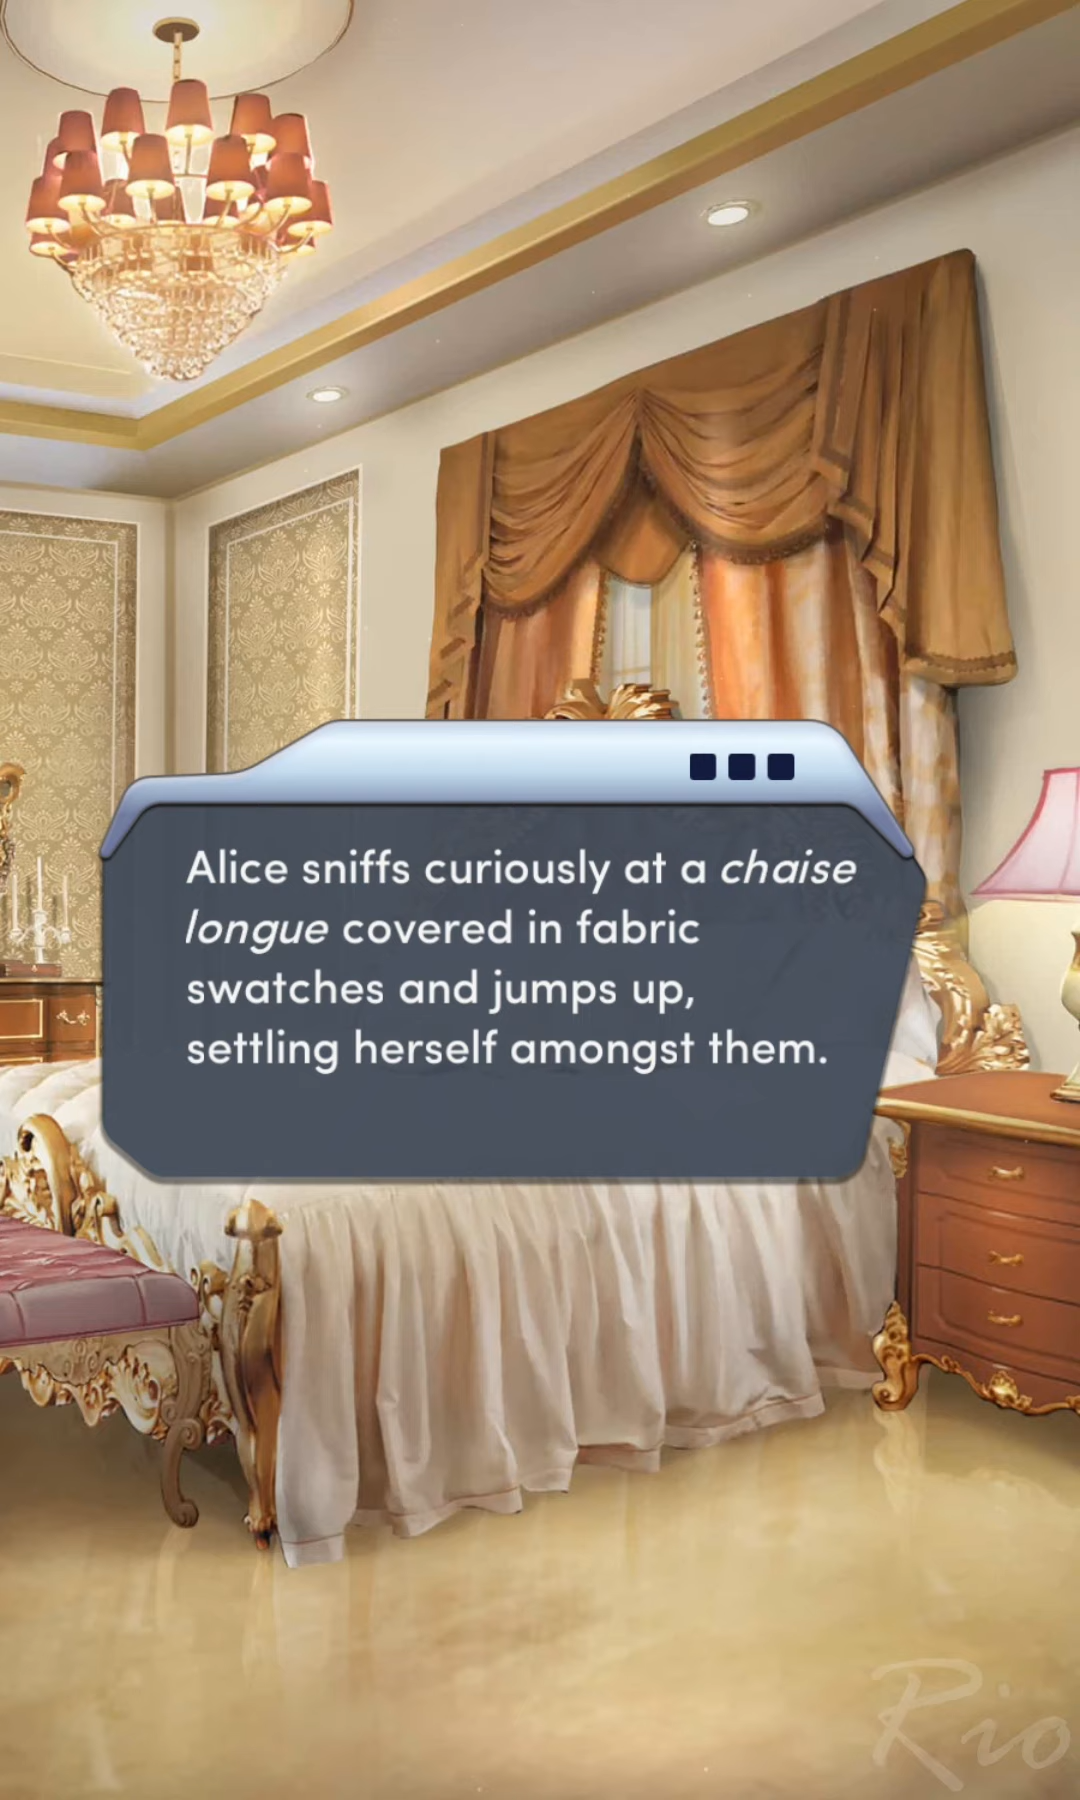 Alice sniffs curiously at a chaise
longue covered in fabric
swatches and jumps up,
settling herself amongst them.
Rio